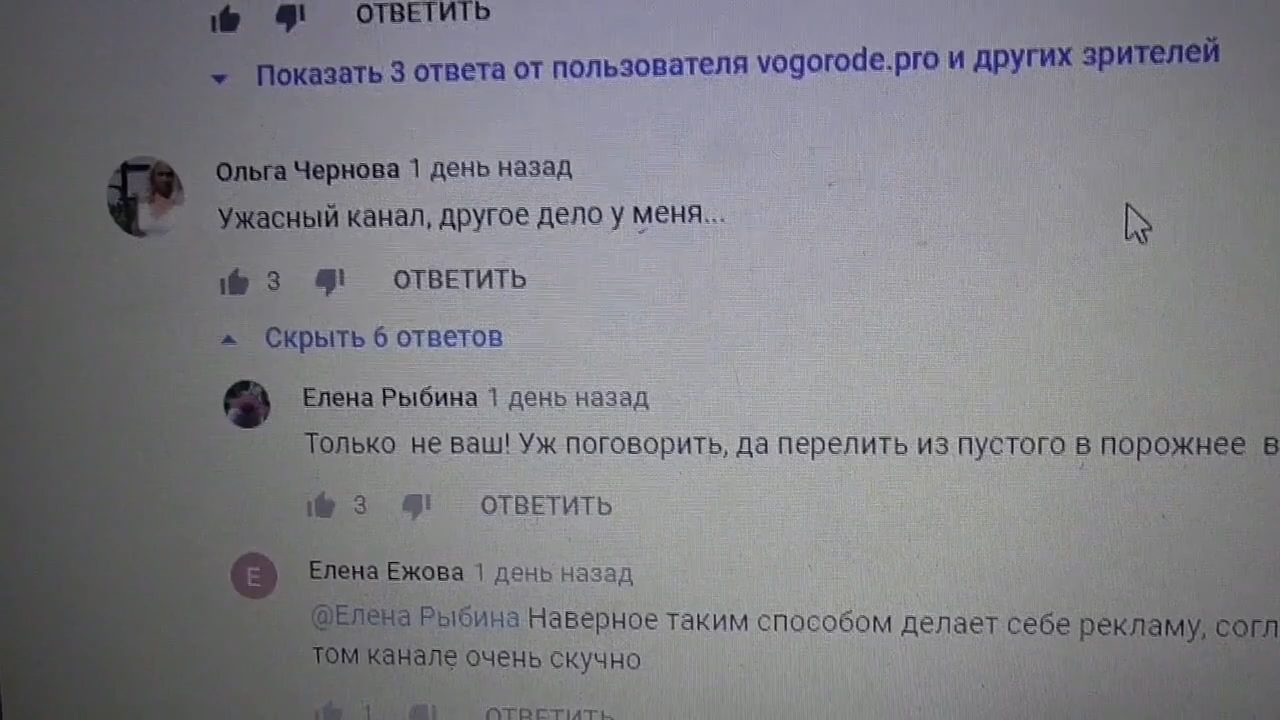 ОТВЕТИТЬ
Показать 3 ответа от пользователя vogorode.pro и других зрителей
Ольга Чернова 1 день назад
Ужасный канал, другое дело у меня...
3 ОТВЕТИТЬ
Скрыть 6 ответов
Елена Рыбина 1 день назад
Только не ваш! Уж поговорить, да перелить из пустого в порожнее в
3 ОТВЕТИТЬ
Е
Елена Ежова 1 день назад
@Елена Рыбина Наверное таким способом делает себе рекламу, согл
том канале очень скучно
1 ОТВЕТИТЬ